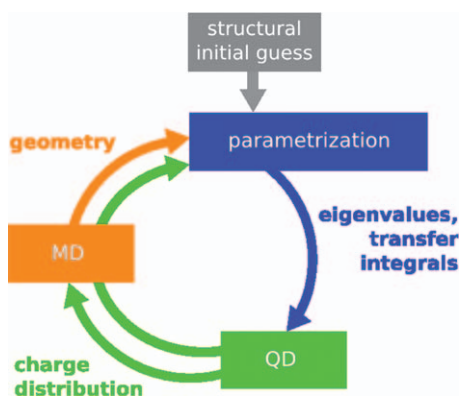 structural
initial guess
geometry
parametrization
eigenvalues,
transfer
integrals
MD
QD
charge
distribution